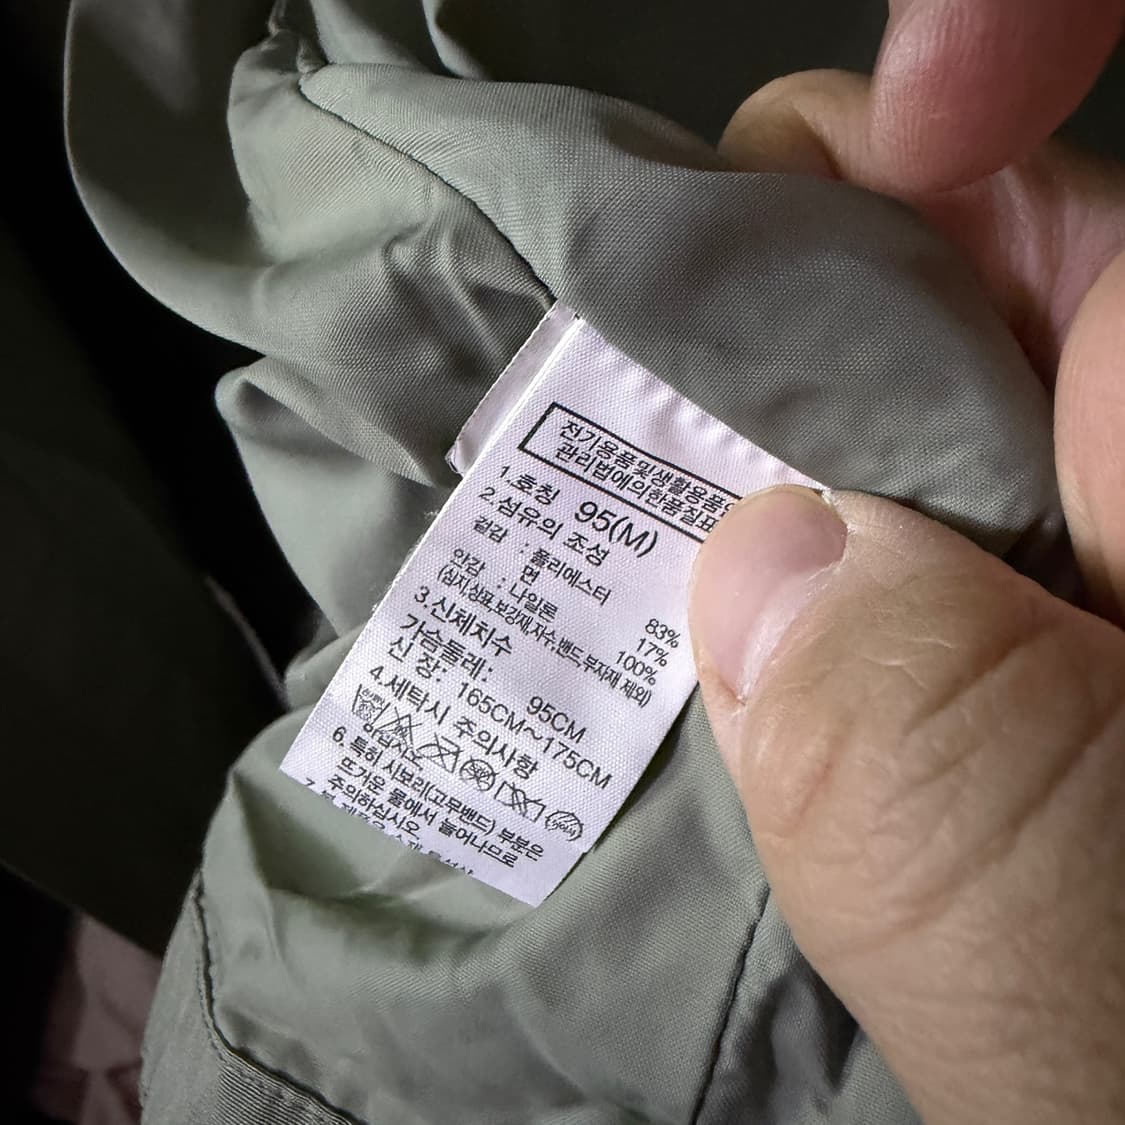 전기용품및생활용품안
관리법에의한품질표
1.호칭 95(M)
2.섬유의 조성
겉감 : 폴리에스터 83%
면 17%
안감 : 나일론 100%
(심지,상표,보강재,자수,밴드,부자재 제외)
3.신체치수
가슴둘레: 95CM
신 장: 165CM~175CM
4.세탁시 주의사항
6.특히 시보리(고무밴드) 부분은
뜨거운 물에서 늘어나므로
주의하십시오